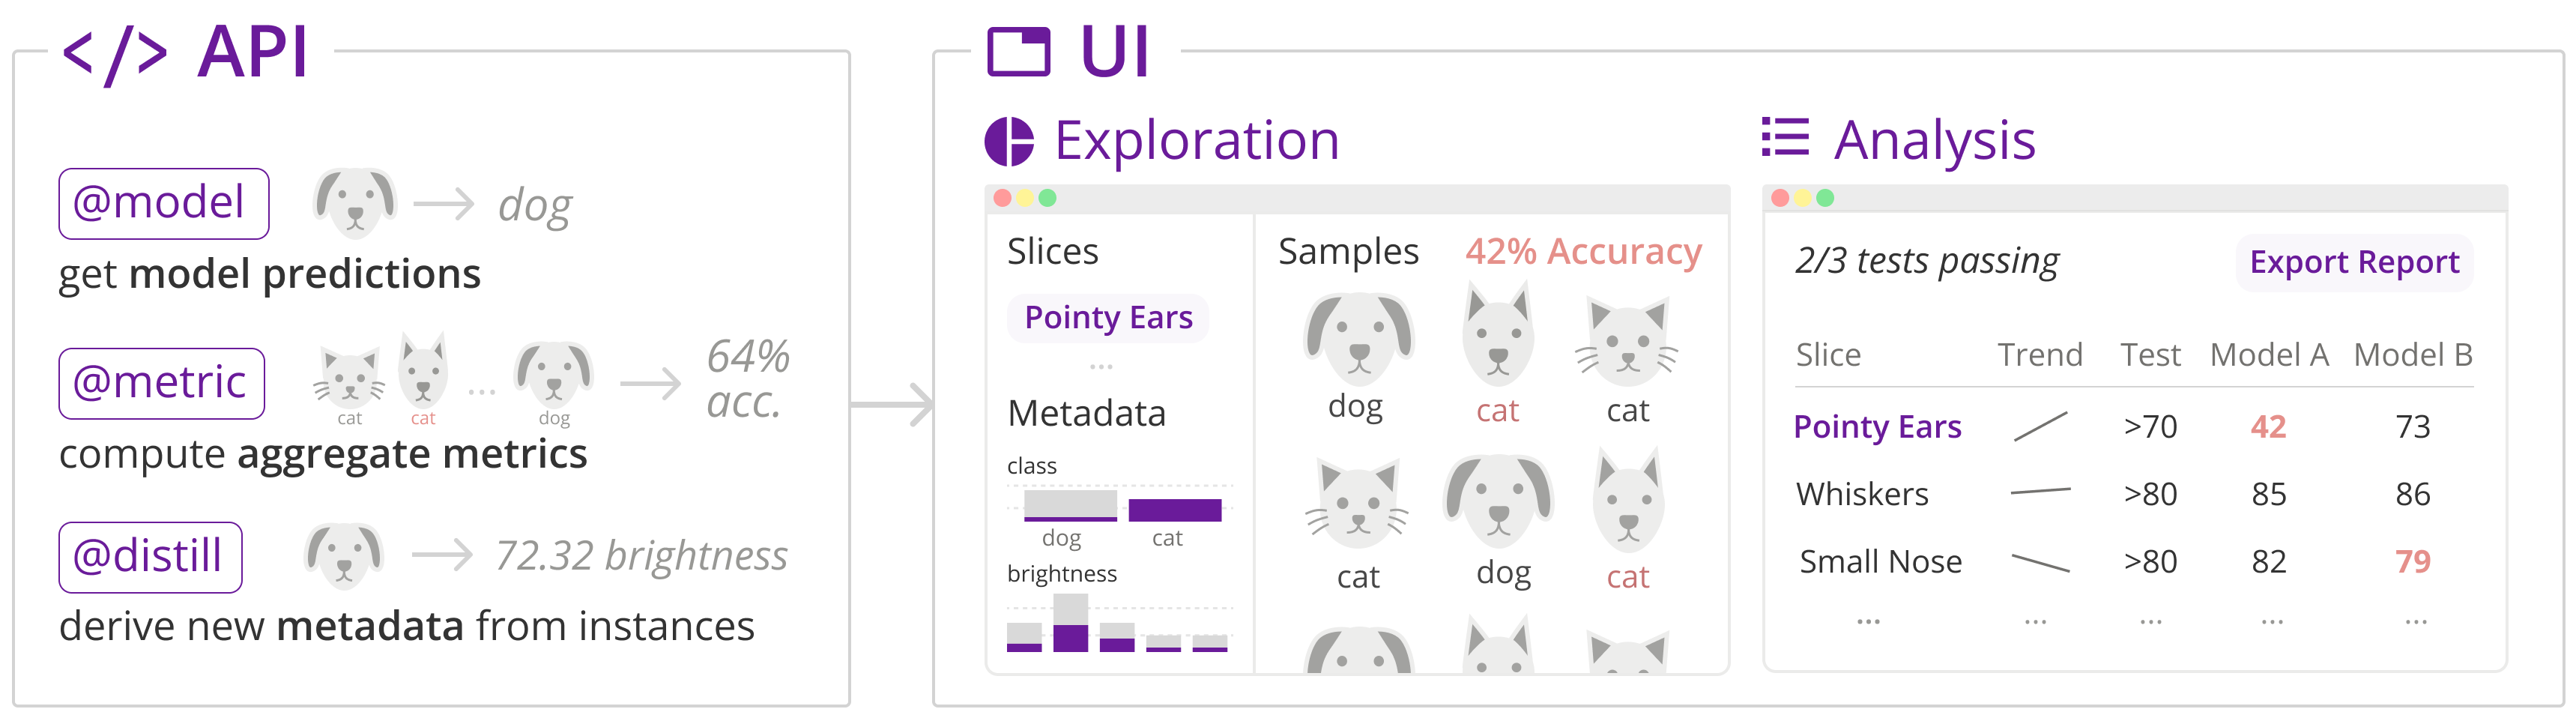 </> API
@model
dog
get model predictions
@metric
cat
cat
...
dog
64%
acc.
compute aggregate metrics
@distill
72.32 brightness
derive new metadata from instances
UI
Exploration
Slices
Pointy Ears
...
Metadata
class
dog cat
brightness
Samples 42% Accuracy
dog cat cat
cat dog cat
Analysis
2/3 tests passing Export Report
Slice Trend Test Model A Model B
Pointy Ears >70 42 73
Whiskers >80 85 86
Small Nose >80 82 79
... ... ... ... ...